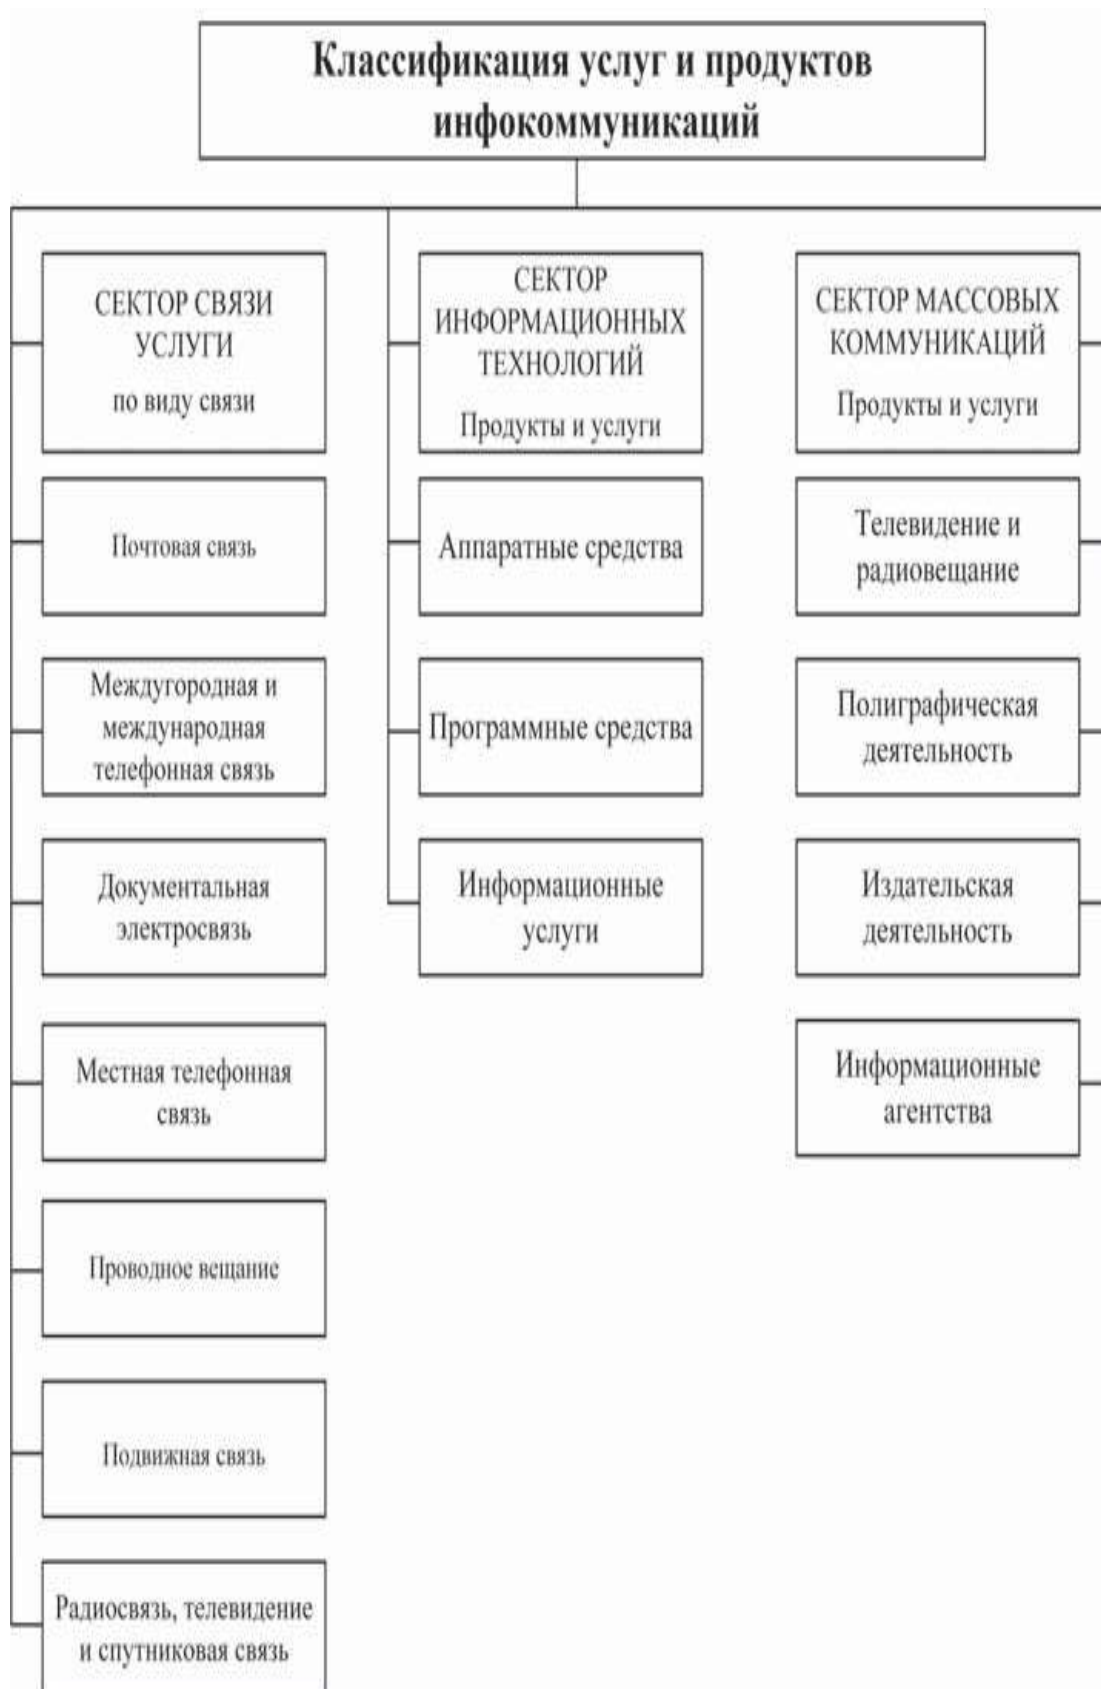 Классификация услуг и продуктов
инфокоммуникаций
СЕКТОР СВЯЗИ
УСЛУГИ
по виду связи
Почтовая связь
Междугородная и
международная
телефонная связь
Документальная
электросвязь
Местная телефонная
связь
Проводное вещание
Подвижная связь
Радиосвязь, телевидение
и спутниковая связь
СЕКТОР
ИНФОРМАЦИОННЫХ
ТЕХНОЛОГИЙ
Продукты и услуги
Аппаратные средства
Программные средства
Информационные
услуги
СЕКТОР МАССОВЫХ
КОММУНИКАЦИЙ
Продукты и услуги
Телевидение и
радиовещание
Полиграфическая
деятельность
Издательская
деятельность
Информационные
агентства